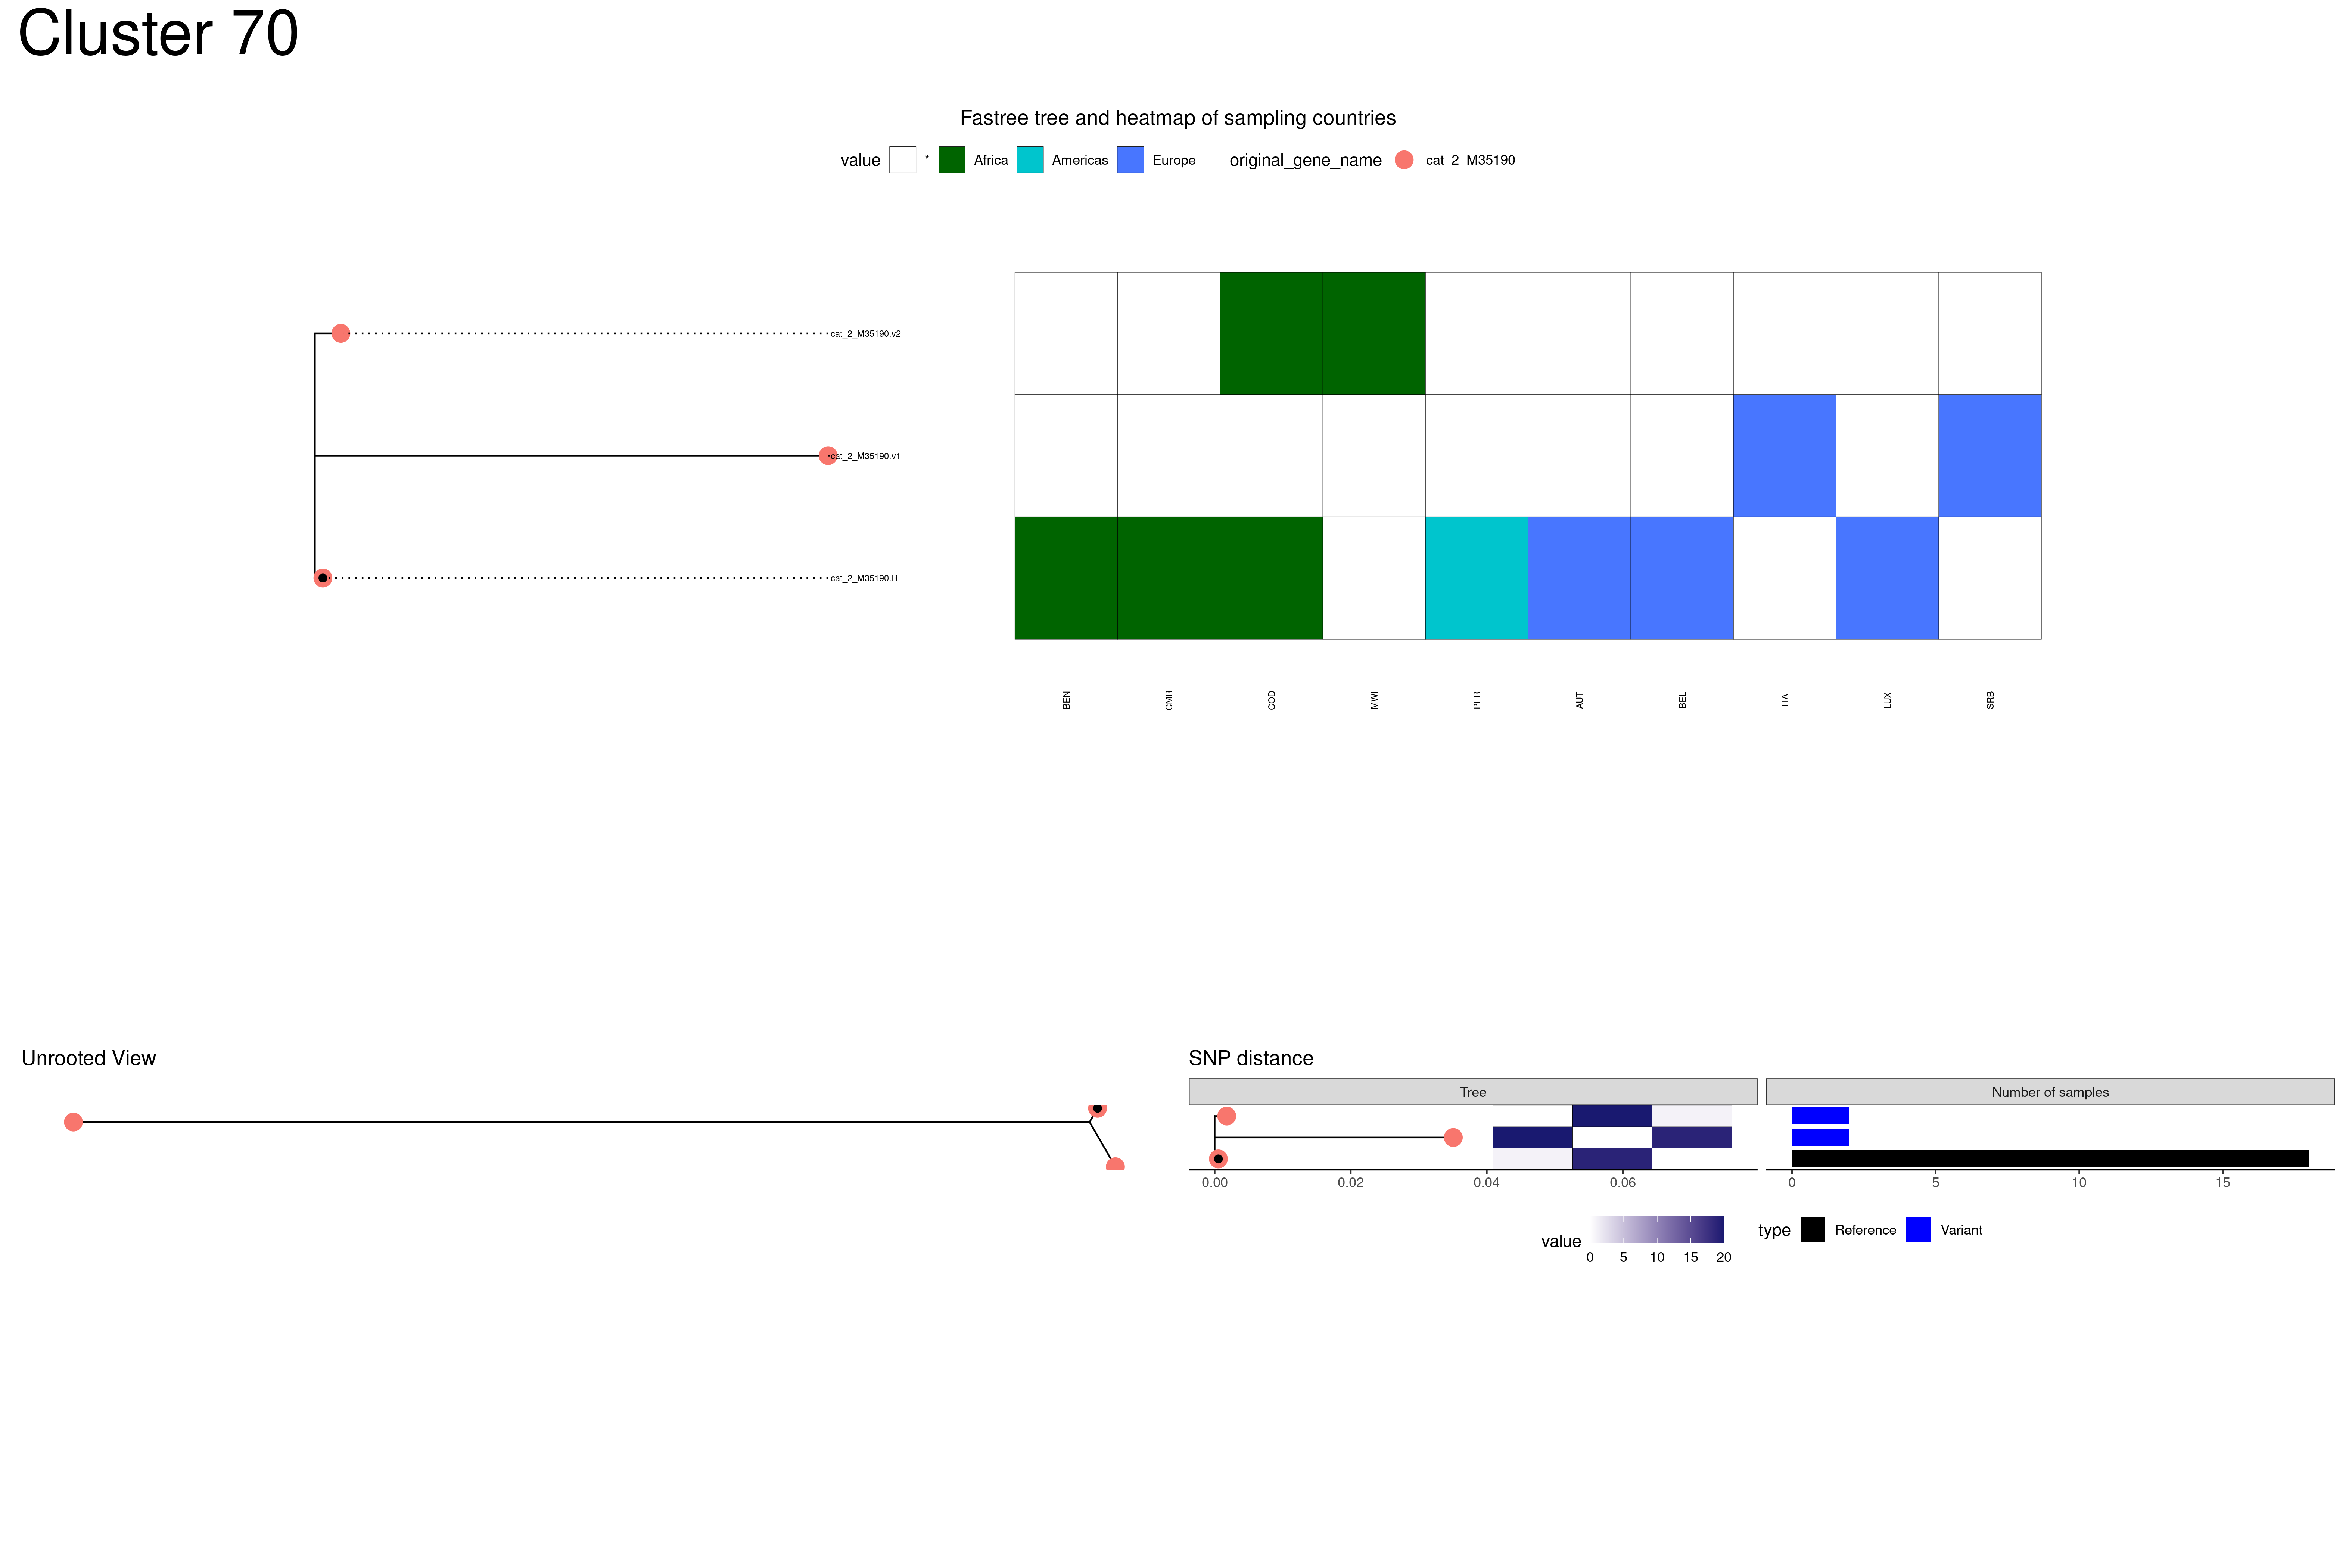 Cluster 70
Fastree tree and heatmap of sampling countries
value * Africa Americas Europe original_gene_name cat_2_M35190
cat_2_M35190.v2
cat_2_M35190.v1
cat_2_M35190.R
BEN CMR COD MWI PER AUT BEL ITA LUX SRB
Unrooted View
SNP distance
Tree Number of samples
0.00 0.02 0.04 0.06 0 5 10 15
value 0 5 10 15 20 type Reference Variant